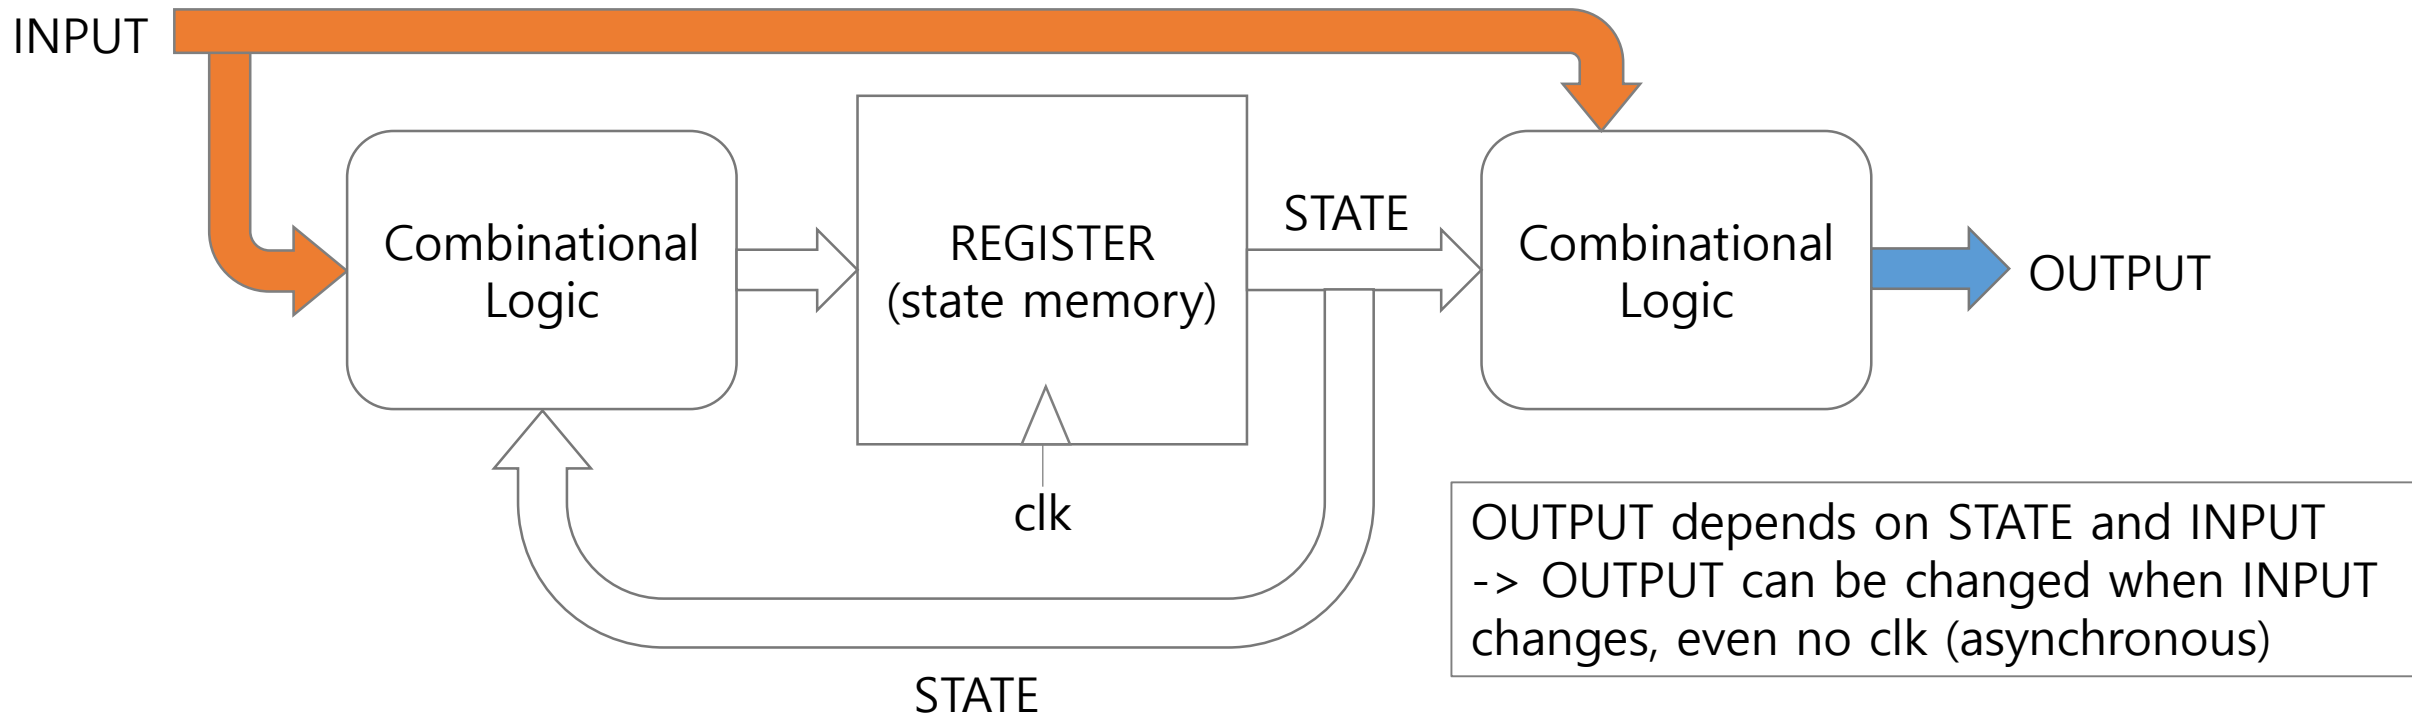 INPUT
Combinational
Logic
REGISTER
(state memory)
clk
STATE
Combinational
Logic
OUTPUT
STATE
OUTPUT depends on STATE and INPUT
-> OUTPUT can be changed when INPUT
changes, even no clk (asynchronous)